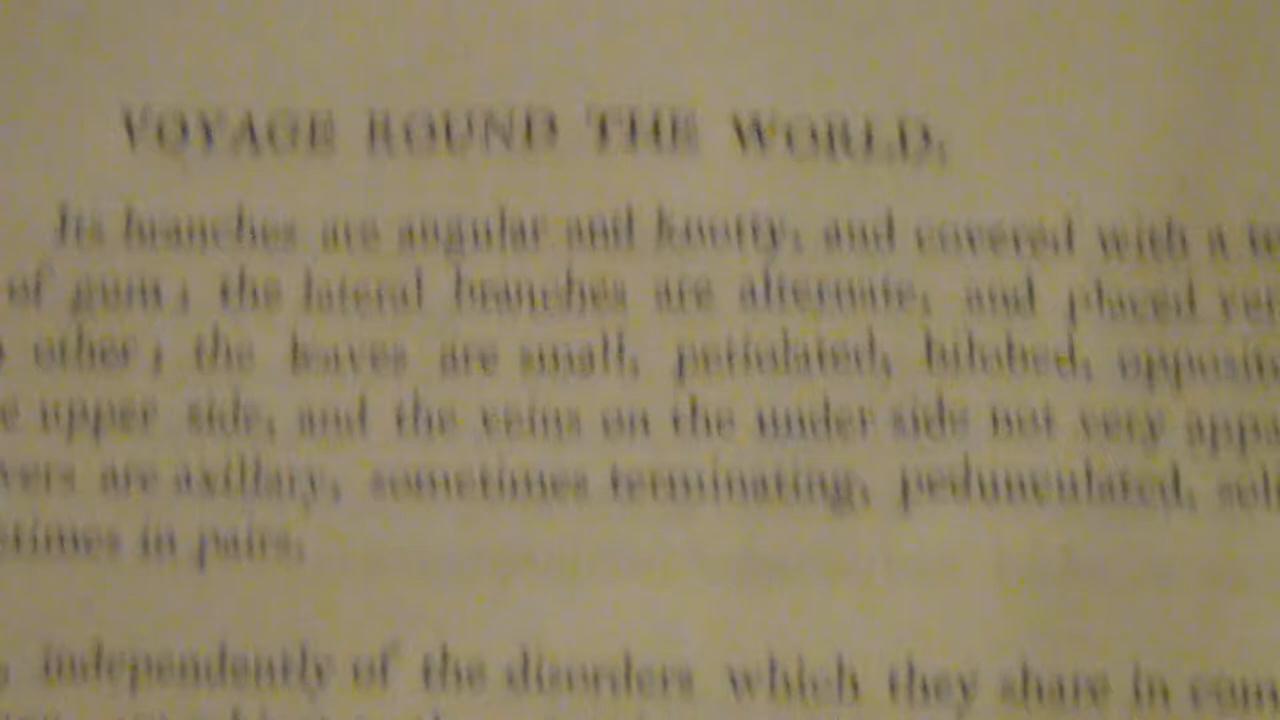 VOYAGE ROUND THE WORLD.
Its branches are angular and knotty, and covered with a
of gum; the lateral branches are alternate, and placed
other; the leaves are small, petiolated, bilobed,
upper side, and the veins on the under side not very
are axillary, sometimes terminating, pedunculated,
in pairs.
independently of the disorders which they share in